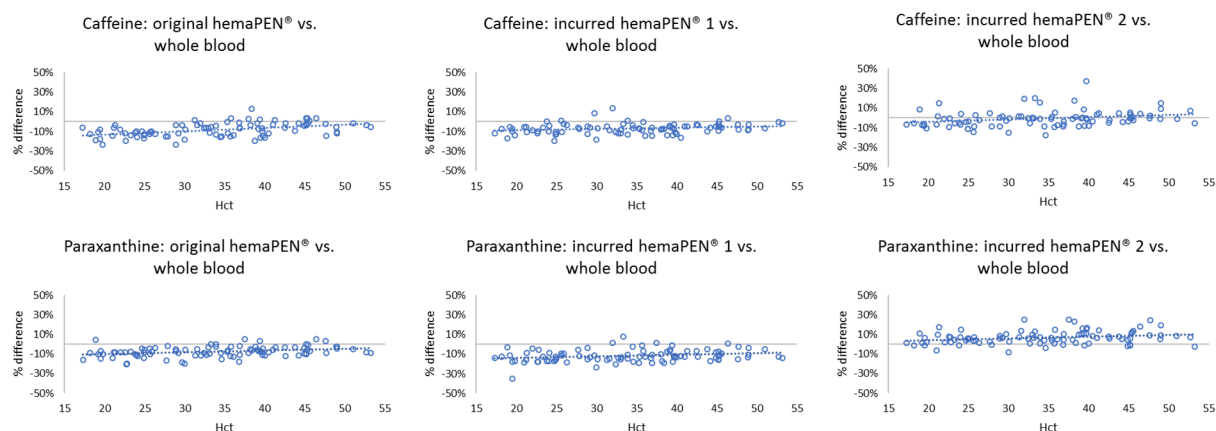 Caffeine: original hemaPEN® vs.
whole blood
50%
30%
10%
-10%
-30%
-50%
% difference
15 20 25 30 35 40 45 50 55
Hct
Caffeine: incurred hemaPEN® 1 vs.
whole blood
50%
30%
10%
-10%
-30%
-50%
% difference
15 20 25 30 35 40 45 50 55
Hct
Caffeine: incurred hemaPEN® 2 vs.
whole blood
50%
30%
10%
-10%
-30%
-50%
% difference
15 20 25 30 35 40 45 50 55
Hct
Paraxanthine: original hemaPEN® vs.
whole blood
50%
30%
10%
-10%
-30%
-50%
% difference
15 20 25 30 35 40 45 50 55
Hct
Paraxanthine: incurred hemaPEN® 1 vs.
whole blood
50%
30%
10%
-10%
-30%
-50%
% difference
15 20 25 30 35 40 45 50 55
Hct
Paraxanthine: incurred hemaPEN® 2 vs.
whole blood
50%
30%
10%
-10%
-30%
-50%
% difference
15 20 25 30 35 40 45 50 55
Hct